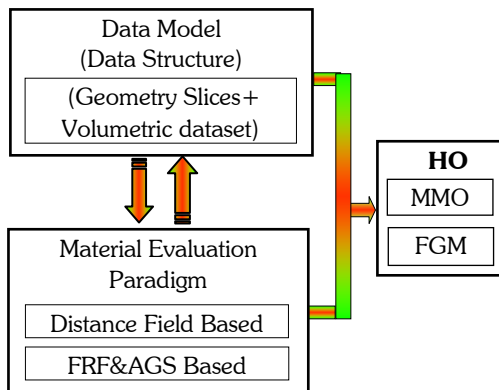 Data Model
(Data Structure)
(Geometry Slices+
Volumetric dataset)
HO
MMO
FGM
Material Evaluation
Paradigm
Distance Field Based
FRF&AGS Based